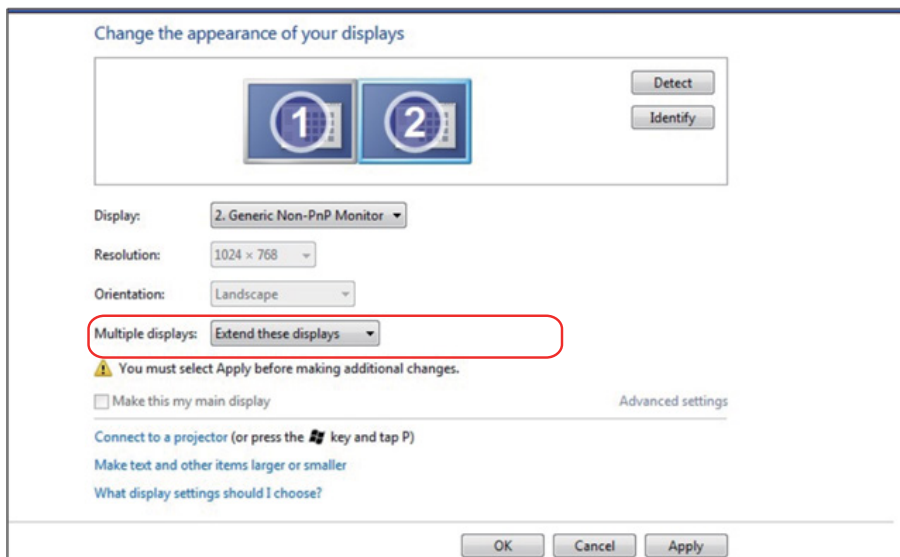 Change the appearance of your displays
1 2
Detect
Identify
Display: 2. Generic Non-PnP Monitor
Resolution: 1024 × 768
Orientation: Landscape
Multiple displays: Extend these displays
You must select Apply before making additional changes.
Make this my main display Advanced settings
Connect to a projector (or press the key and tap P)
Make text and other items larger or smaller
What display settings should I choose?
OK Cancel Apply